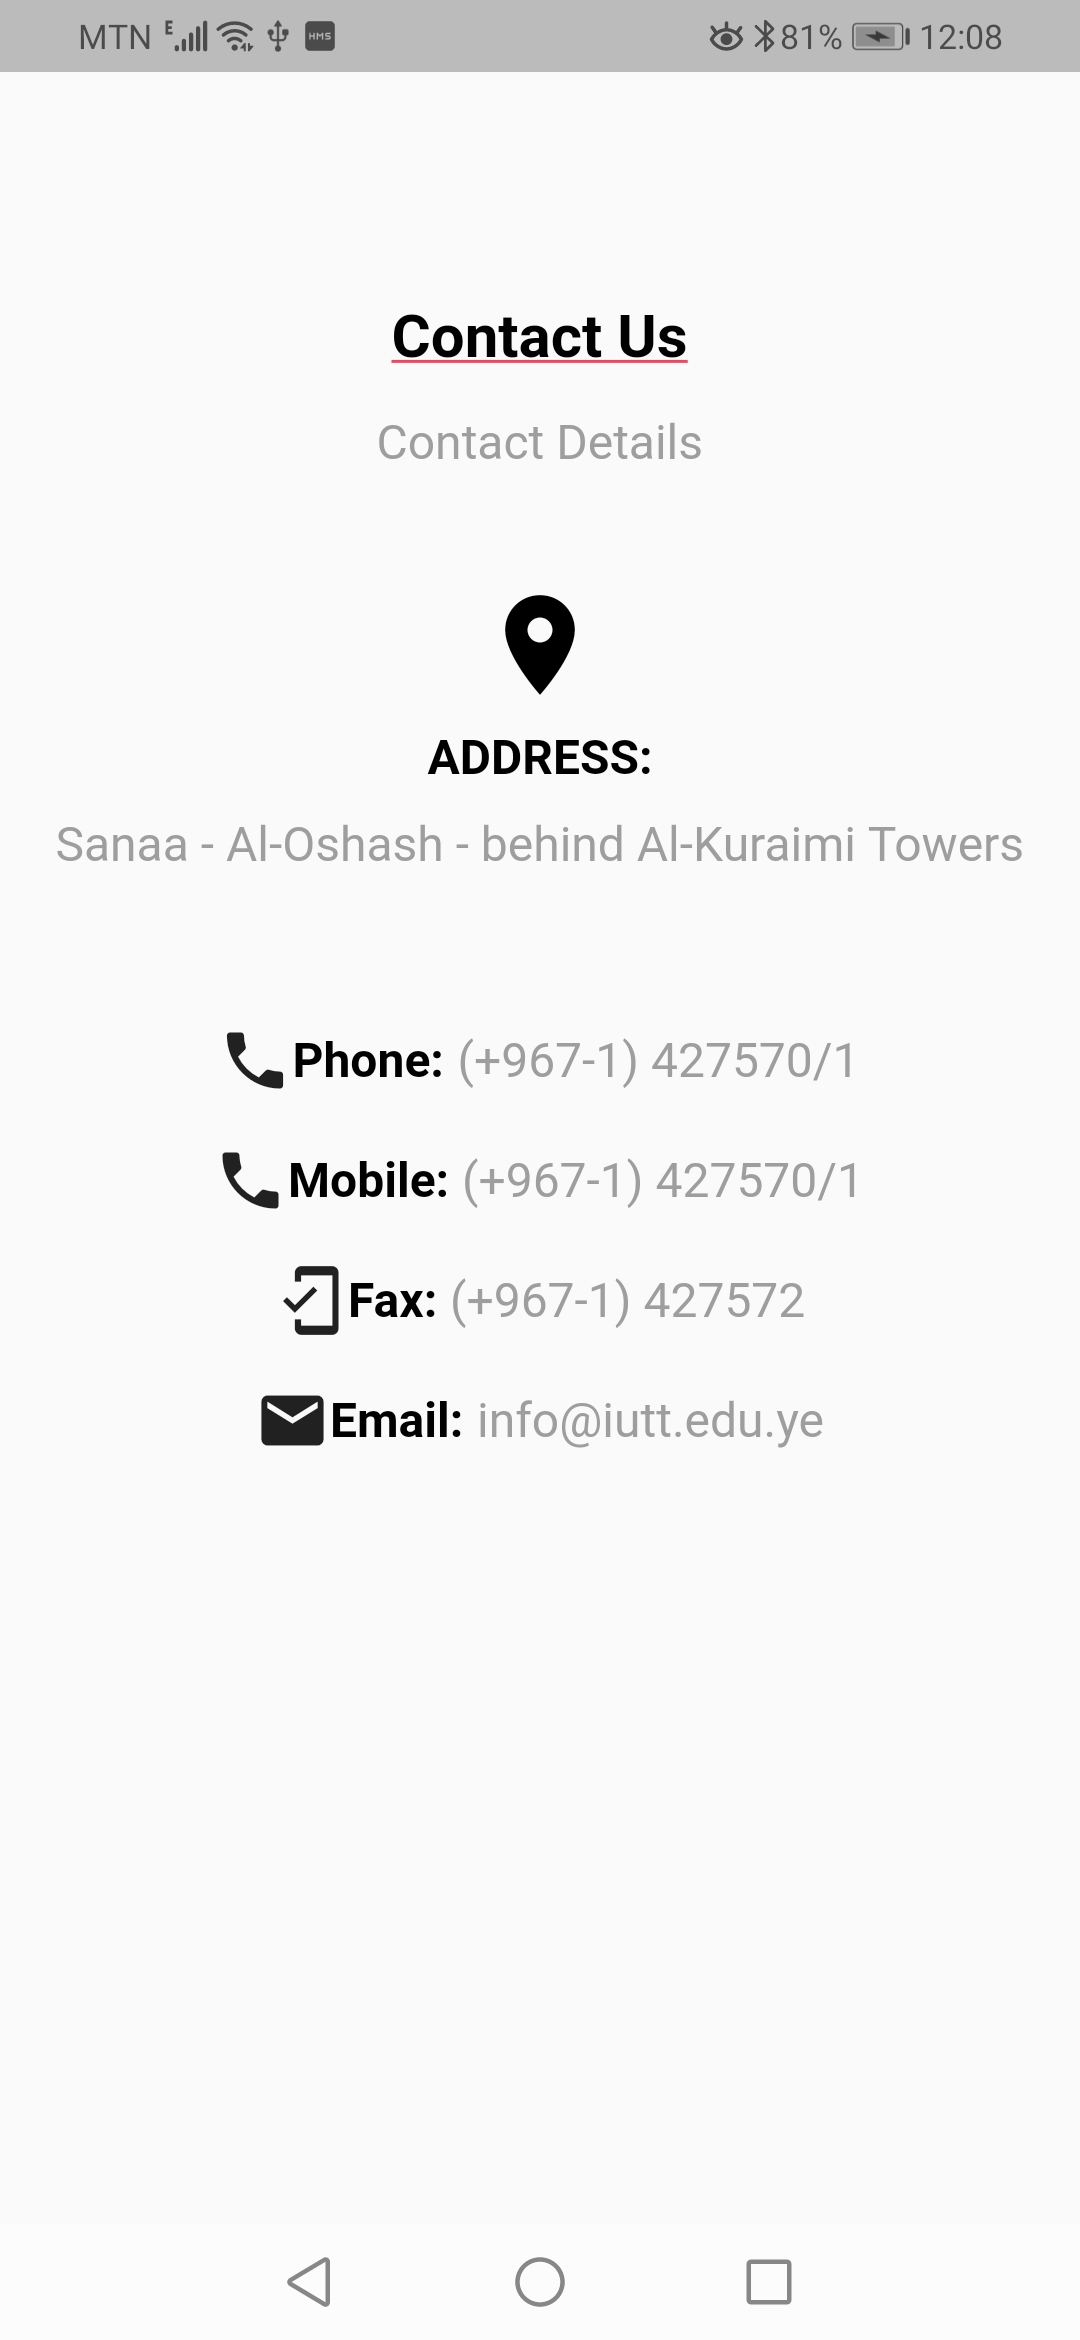 MTN E HMS 81% 12:08
Contact Us
Contact Details
ADDRESS:
Sanaa - Al-Oshash - behind Al-Kuraimi Towers
Phone: (+967-1) 427570/1
Mobile: (+967-1) 427570/1
Fax: (+967-1) 427572
Email: info@iutt.edu.ye